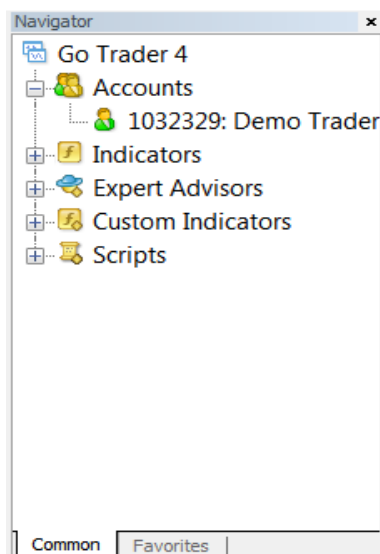 Navigator
Go Trader 4
Accounts
1032329: Demo Trader
Indicators
Expert Advisors
Custom Indicators
Scripts
Common Favorites